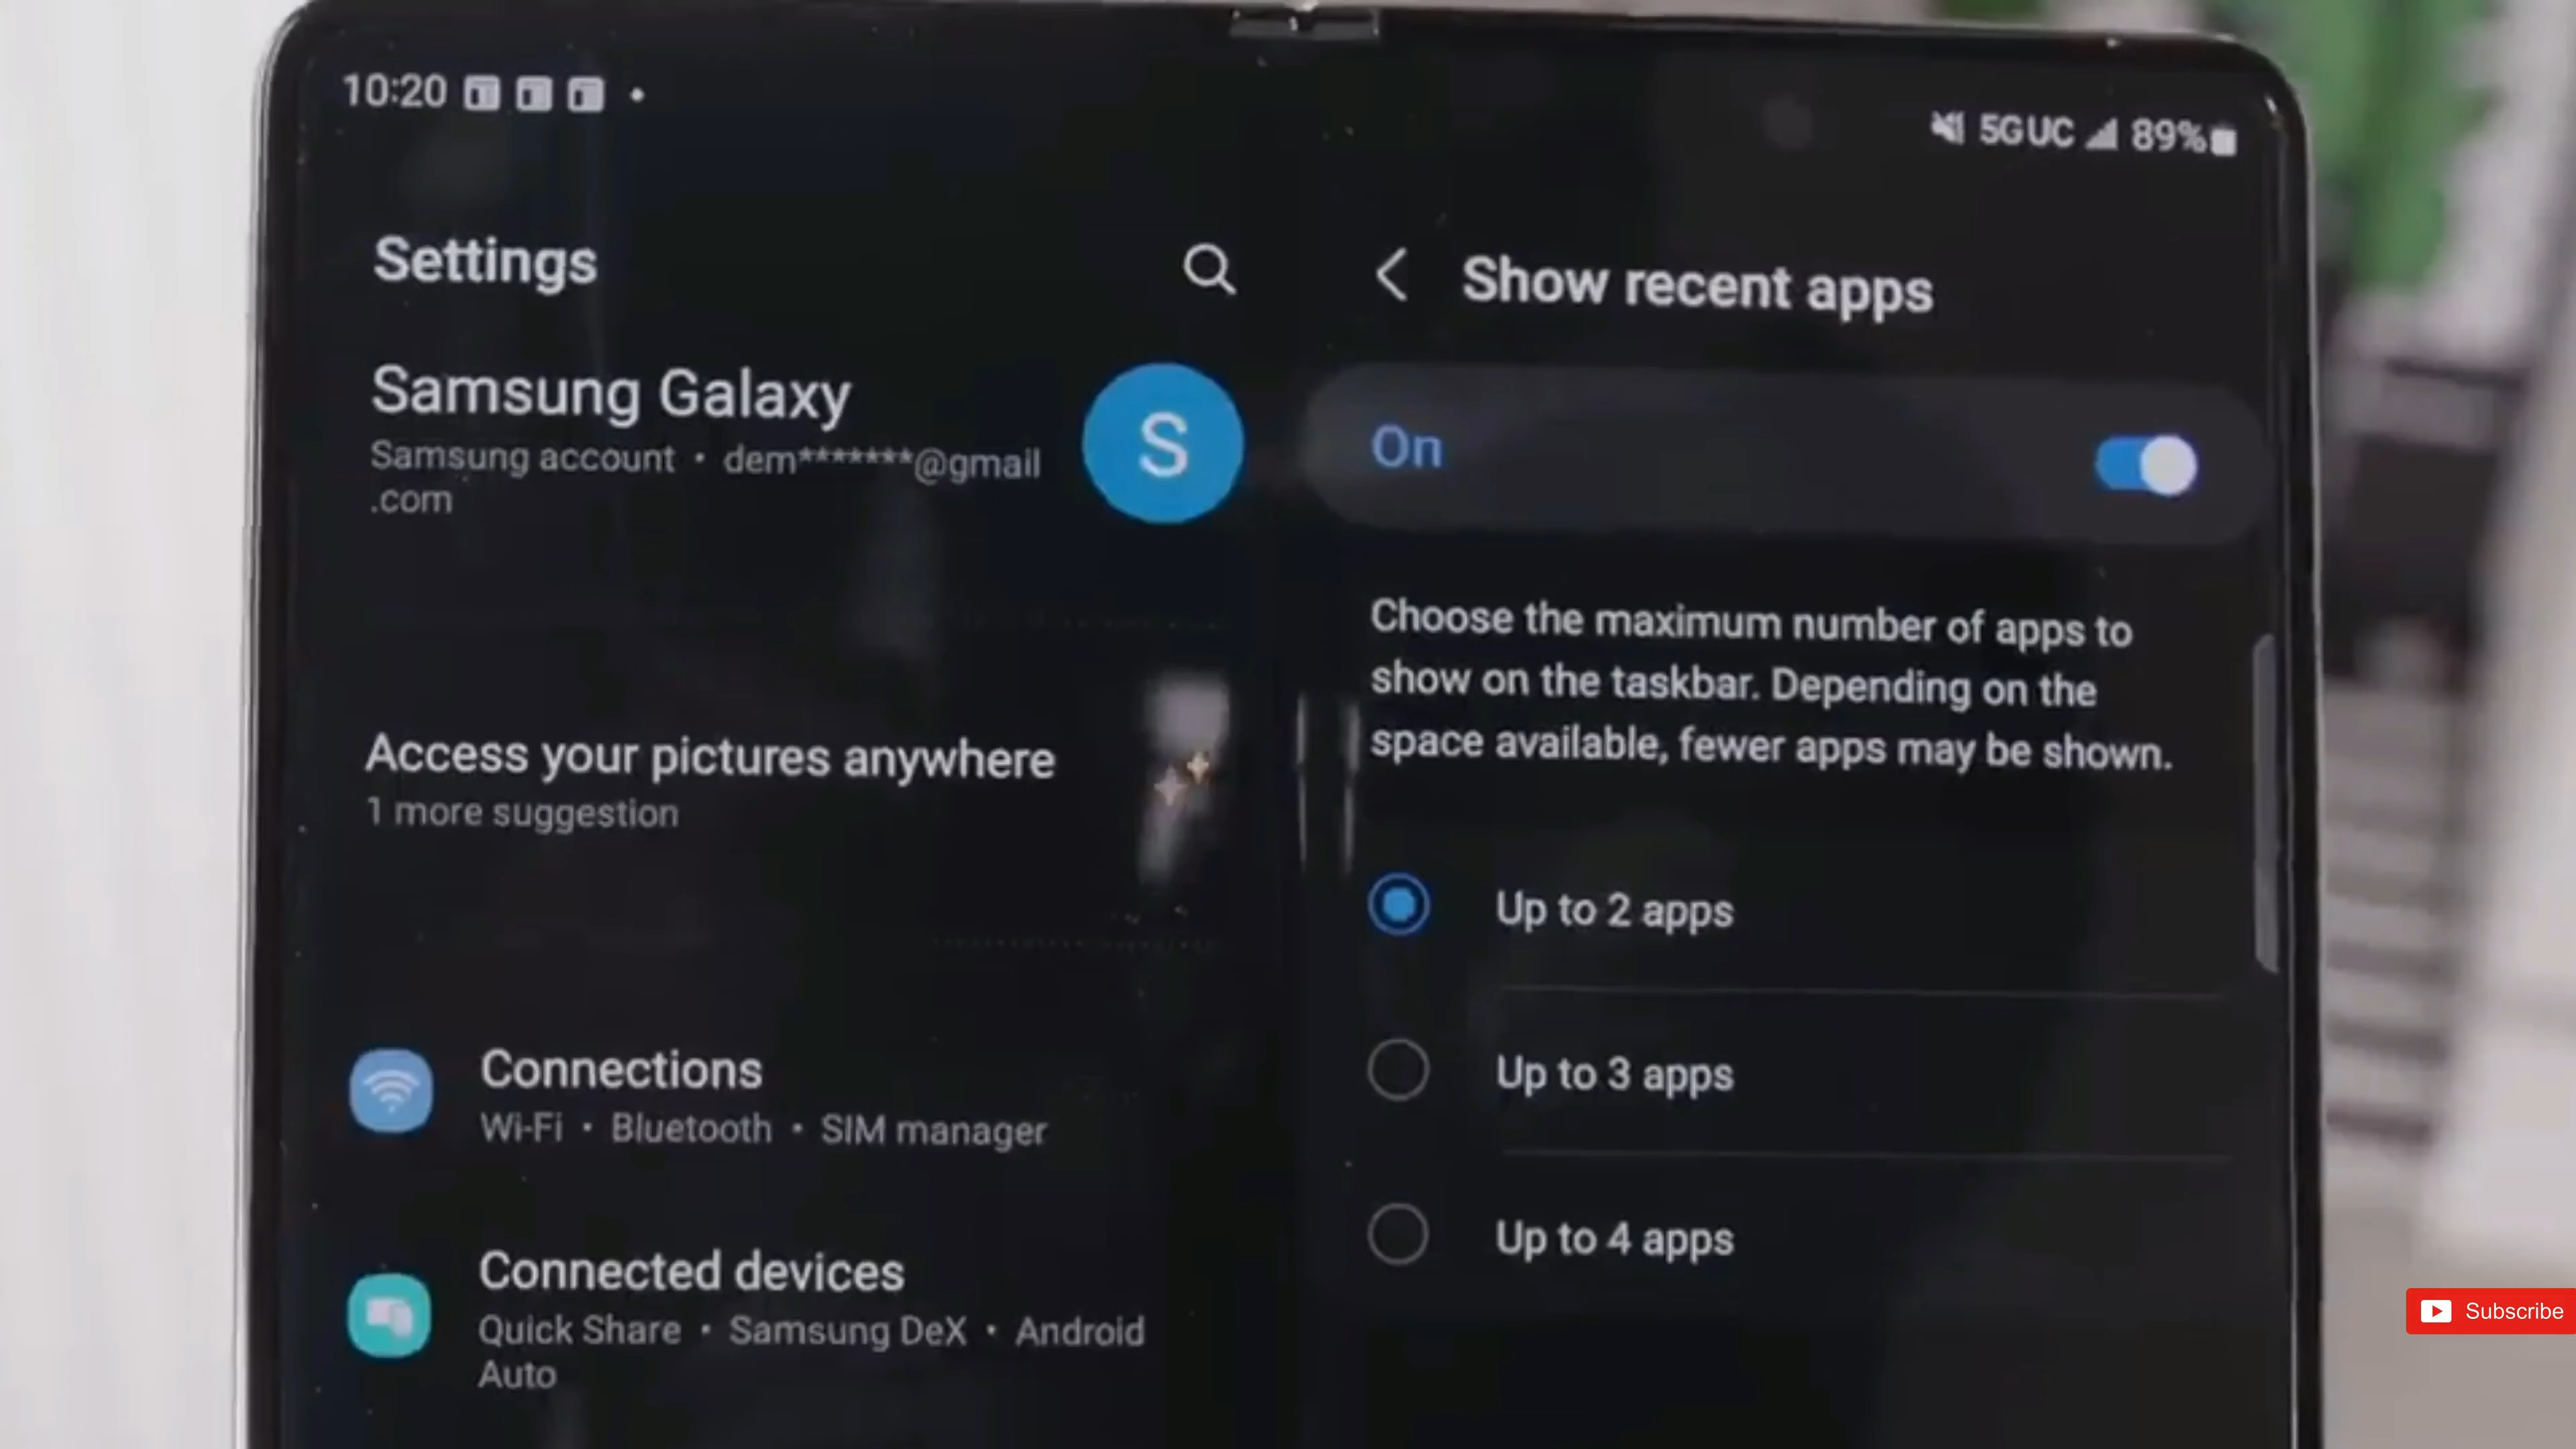 10:20
5G UC 89%
Settings
Samsung Galaxy
Samsung account • dem*******@gmail
.com
S
Access your pictures anywhere
1 more suggestion
Connections
Wi-Fi • Bluetooth • SIM manager
Connected devices
Quick Share • Samsung DeX • Android
Auto
Show recent apps
On
Choose the maximum number of apps to
show on the taskbar. Depending on the
space available, fewer apps may be shown.
Up to 2 apps
Up to 3 apps
Up to 4 apps
Subscribe